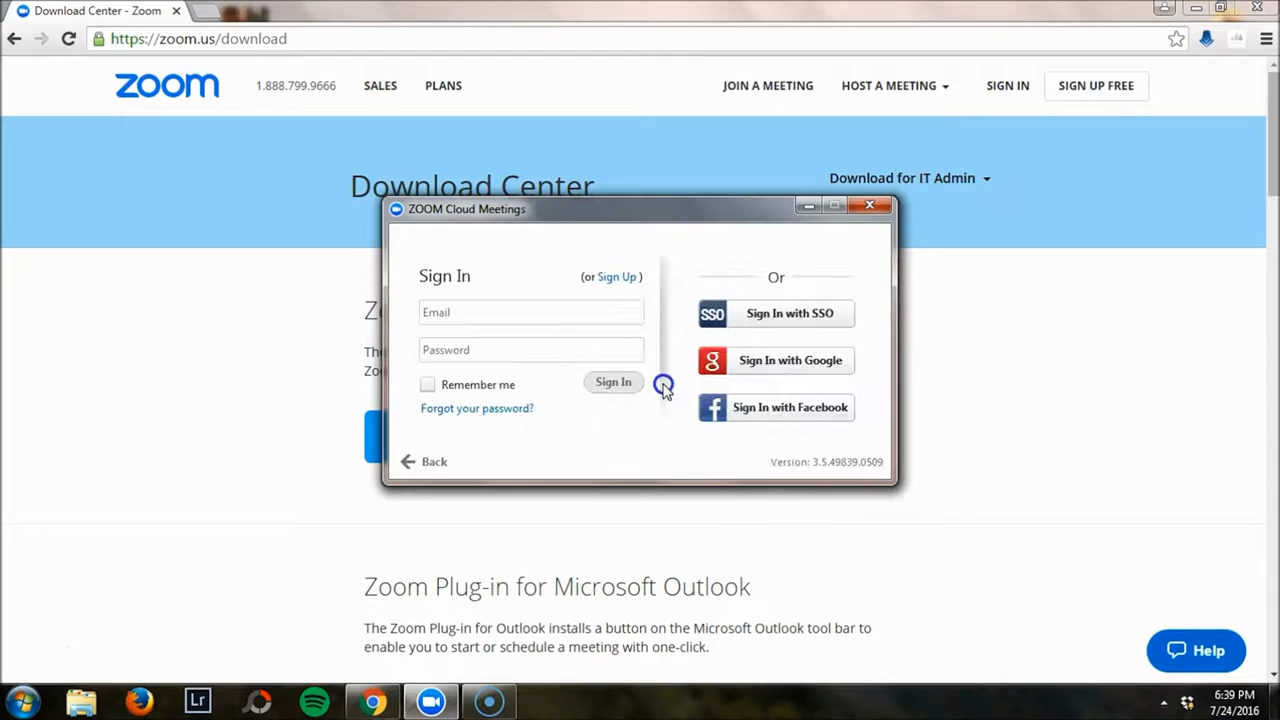 Download Center - Zoom
https://zoom.us/download
zoom
1.888.799.9666
SALES
PLANS
JOIN A MEETING
HOST A MEETING
SIGN IN
SIGN UP FREE
Download Center
Download for IT Admin
ZOOM Cloud Meetings
Sign In
(or Sign Up )
Email
Password
Remember me
Sign In
Forgot your password?
Back
Or
SSO
Sign In with SSO
g
Sign In with Google
f
Sign In with Facebook
Version: 3.5.49839.0509
Zoom Plug-in for Microsoft Outlook
The Zoom Plug-in for Outlook installs a button on the Microsoft Outlook tool bar to
enable you to start or schedule a meeting with one-click.
Help
Lr
6:39 PM
7/24/2016